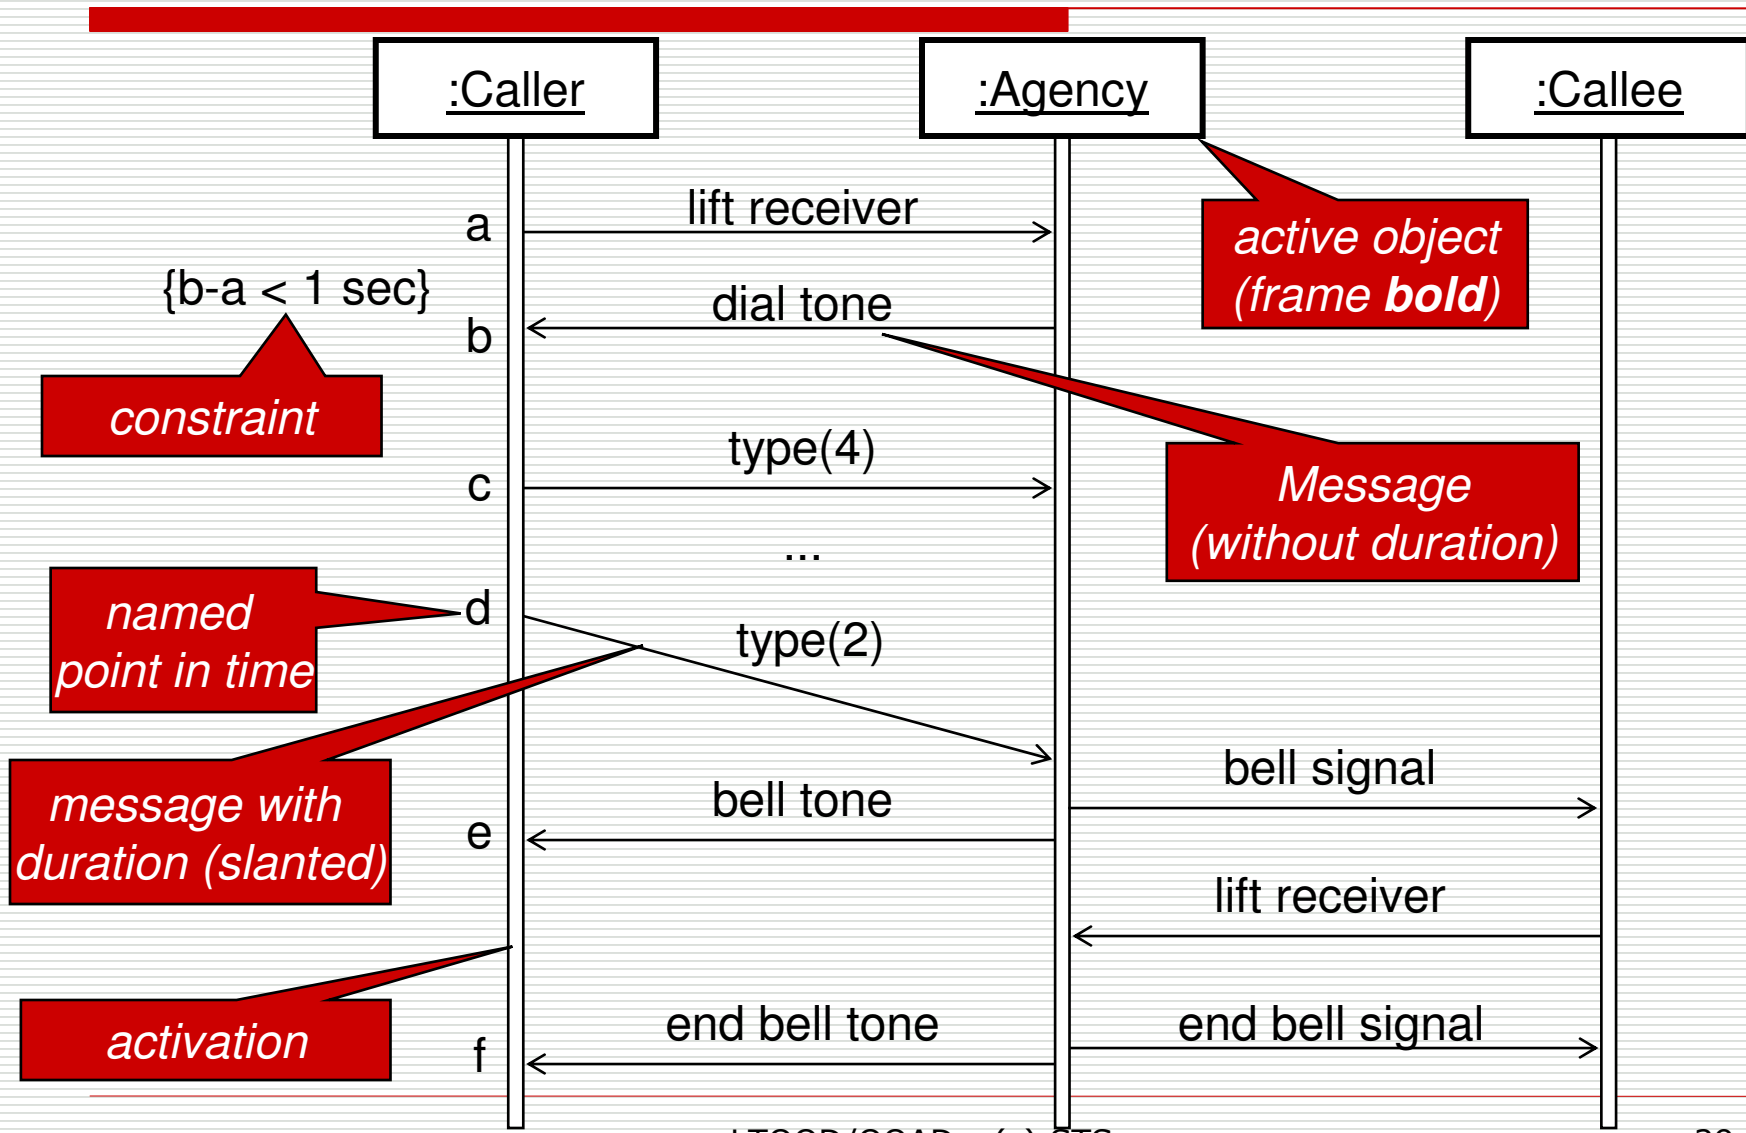 :Caller
:Agency
:Callee
lift receiver
a
active object
(frame bold)
{b-a < 1 sec}
dial tone
b
constraint
type(4)
c
Message
(without duration)
...
named
point in time
d
type(2)
bell signal
message with
duration (slanted)
bell tone
e
lift receiver
activation
end bell tone
end bell signal
f